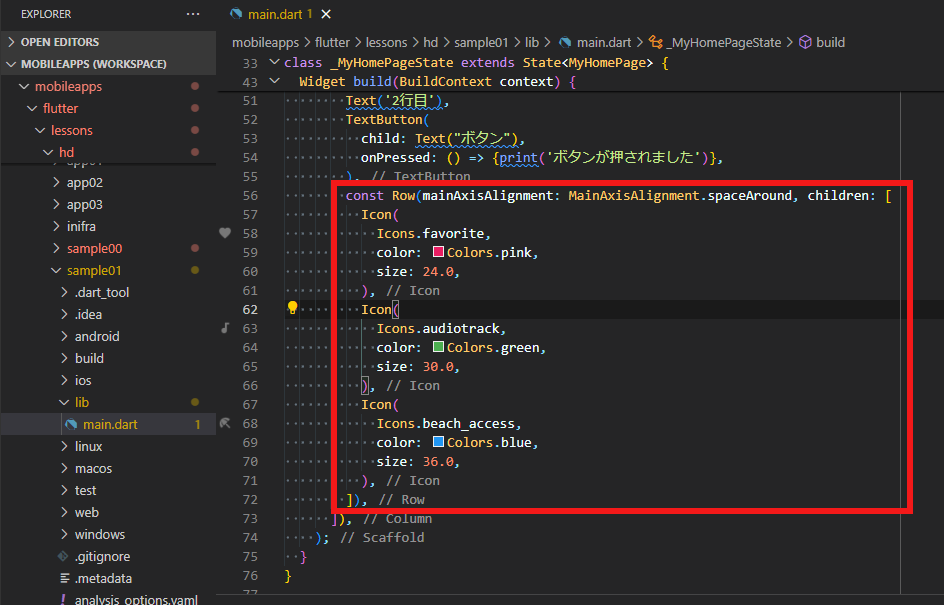 EXPLORER
OPEN EDITORS
MOBILEAPPS (WORKSPACE)
mobileapps
flutter
lessons
hd
app02
app03
inifra
sample00
sample01
.dart_tool
.idea
android
build
ios
lib
main.dart 1
linux
macos
test
web
windows
.gitignore
.metadata
analysis_options.yaml
main.dart 1 ×
mobileapps > flutter > lessons > hd > sample01 > lib > main.dart > _MyHomePageState > build
33 class _MyHomePageState extends State<MyHomePage> {
43 Widget build(BuildContext context) {
51 Text('2行目'),
52 TextButton(
53 child: Text("ボタン"),
54 onPressed: () => {print('ボタンが押されました')},
55 ), // TextButton
56 const Row(mainAxisAlignment: MainAxisAlignment.spaceAround, children: [
57 Icon(
58 Icons.favorite,
59 color: Colors.pink,
60 size: 24.0,
61 ), // Icon
62 Icon(
63 Icons.audiotrack,
64 color: Colors.green,
65 size: 30.0,
66 ), // Icon
67 Icon(
68 Icons.beach_access,
69 color: Colors.blue,
70 size: 36.0,
71 ), // Icon
72 ]), // Row
73 ]), // Column
74 ); // Scaffold
75 }
76 }
77